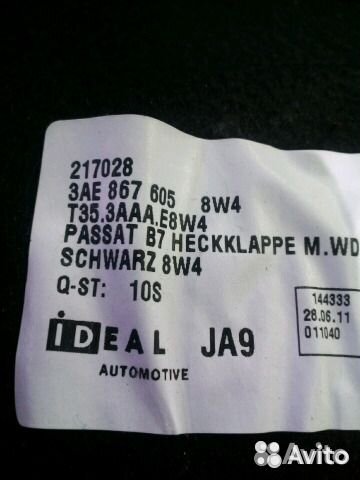 217028
3AE 867 605 8W4
T35.3AAA.E8W4
PASSAT B7 HECKKLAPPE M.WD
SCHWARZ 8W4
Q-ST: 10S
iDEAL JA9
AUTOMOTIVE
144333
28.06.11
011040
Avito